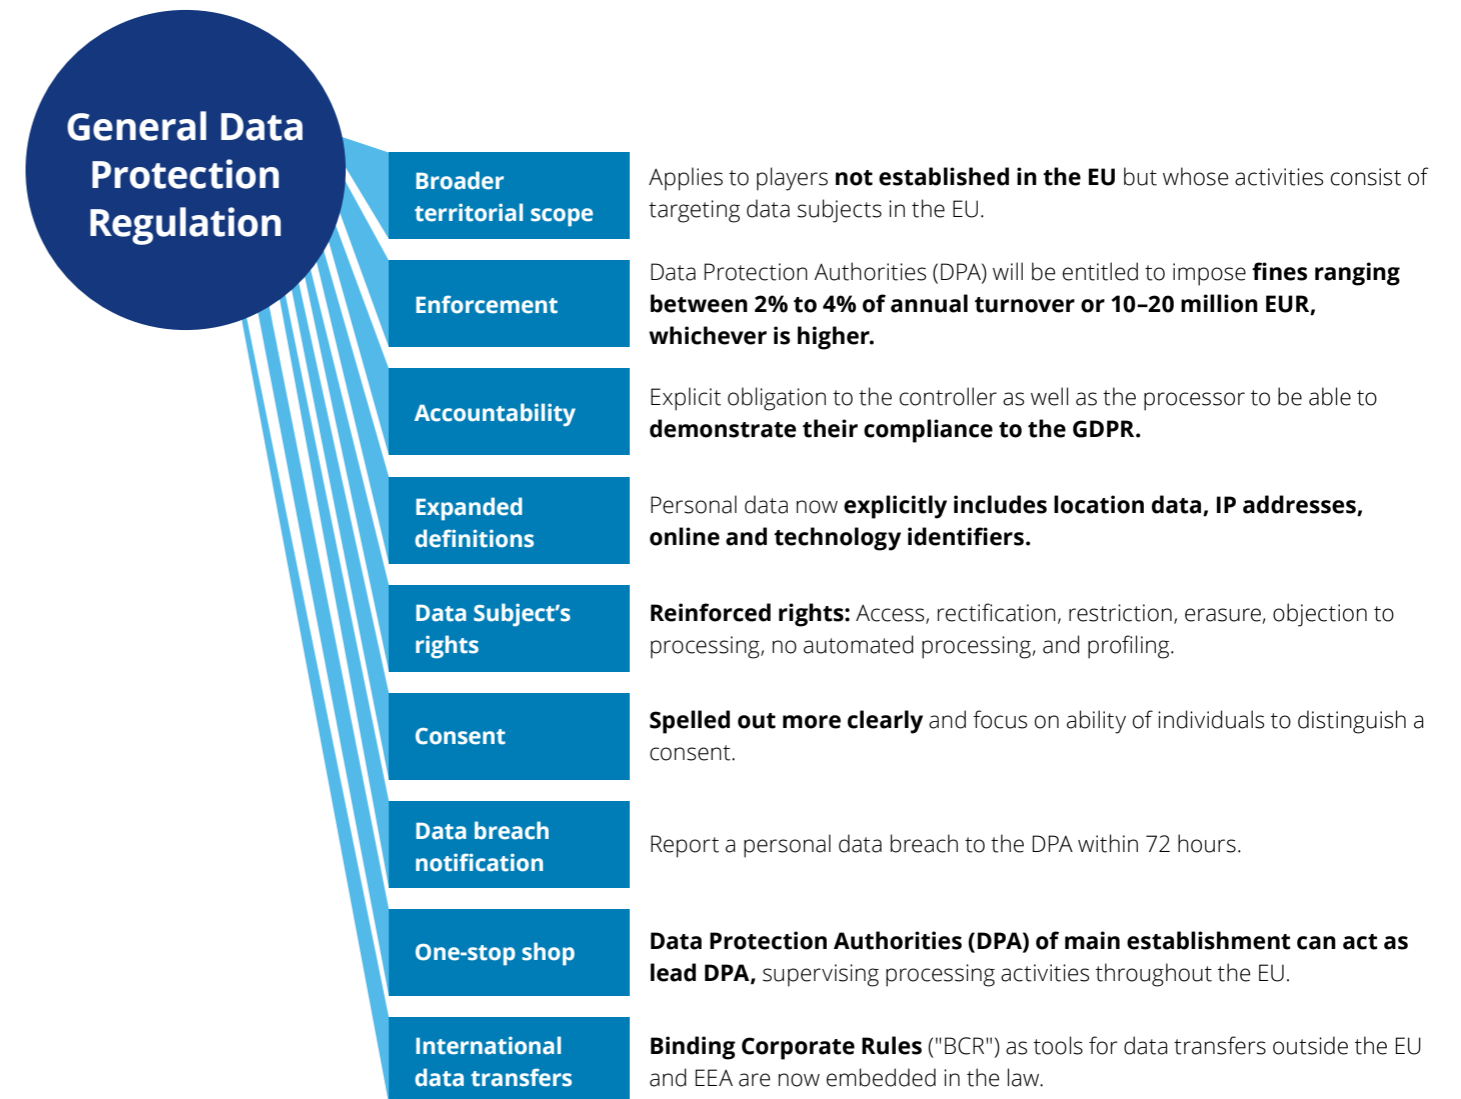 General Data
Protection
Regulation
Broader
territorial scope
Applies to players not established in the EU but whose activities consist of
targeting data subjects in the EU.
Enforcement
Data Protection Authorities (DPA) will be entitled to impose fines ranging
between 2% to 4% of annual turnover or 10–20 million EUR,
whichever is higher.
Accountability
Explicit obligation to the controller as well as the processor to be able to
demonstrate their compliance to the GDPR.
Expanded
definitions
Personal data now explicitly includes location data, IP addresses,
online and technology identifiers.
Data Subject’s
rights
Reinforced rights: Access, rectification, restriction, erasure, objection to
processing, no automated processing, and profiling.
Consent
Spelled out more clearly and focus on ability of individuals to distinguish a
consent.
Data breach
notification
Report a personal data breach to the DPA within 72 hours.
One-stop shop
Data Protection Authorities (DPA) of main establishment can act as
lead DPA, supervising processing activities throughout the EU.
International
data transfers
Binding Corporate Rules ("BCR") as tools for data transfers outside the EU
and EEA are now embedded in the law.